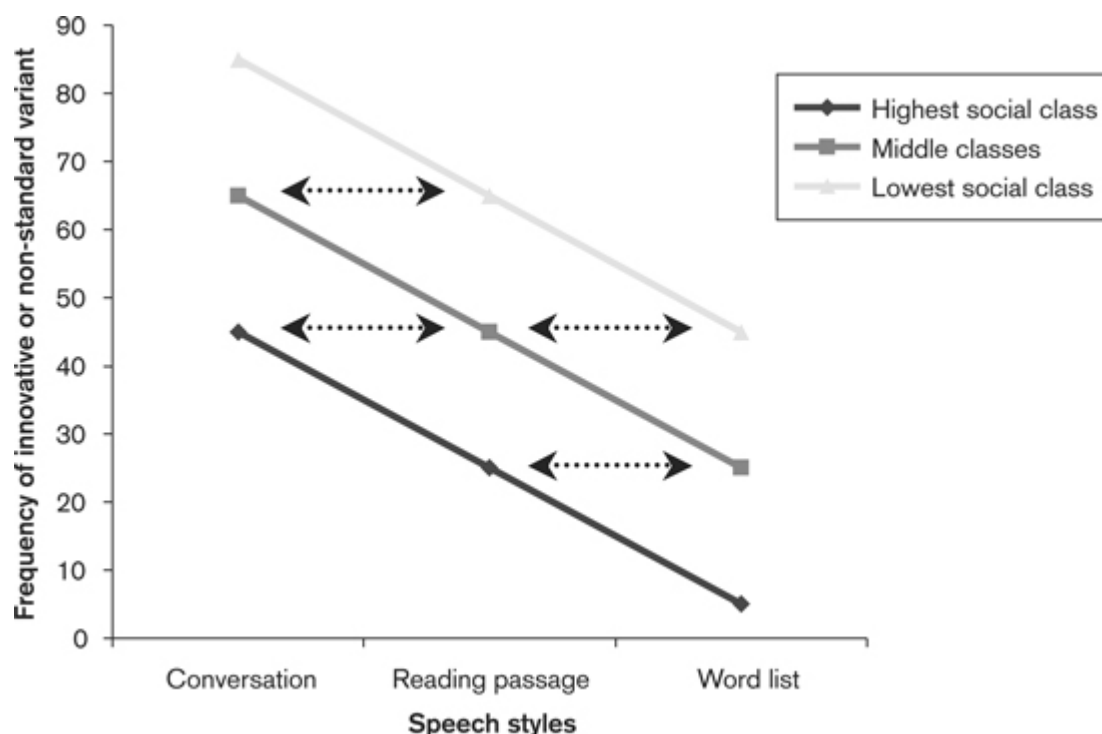 Frequency of innovative or non-standard variant
90
80
70
60
50
40
30
20
10
0
Conversation
Reading passage
Word list
Speech styles
Highest social class
Middle classes
Lowest social class